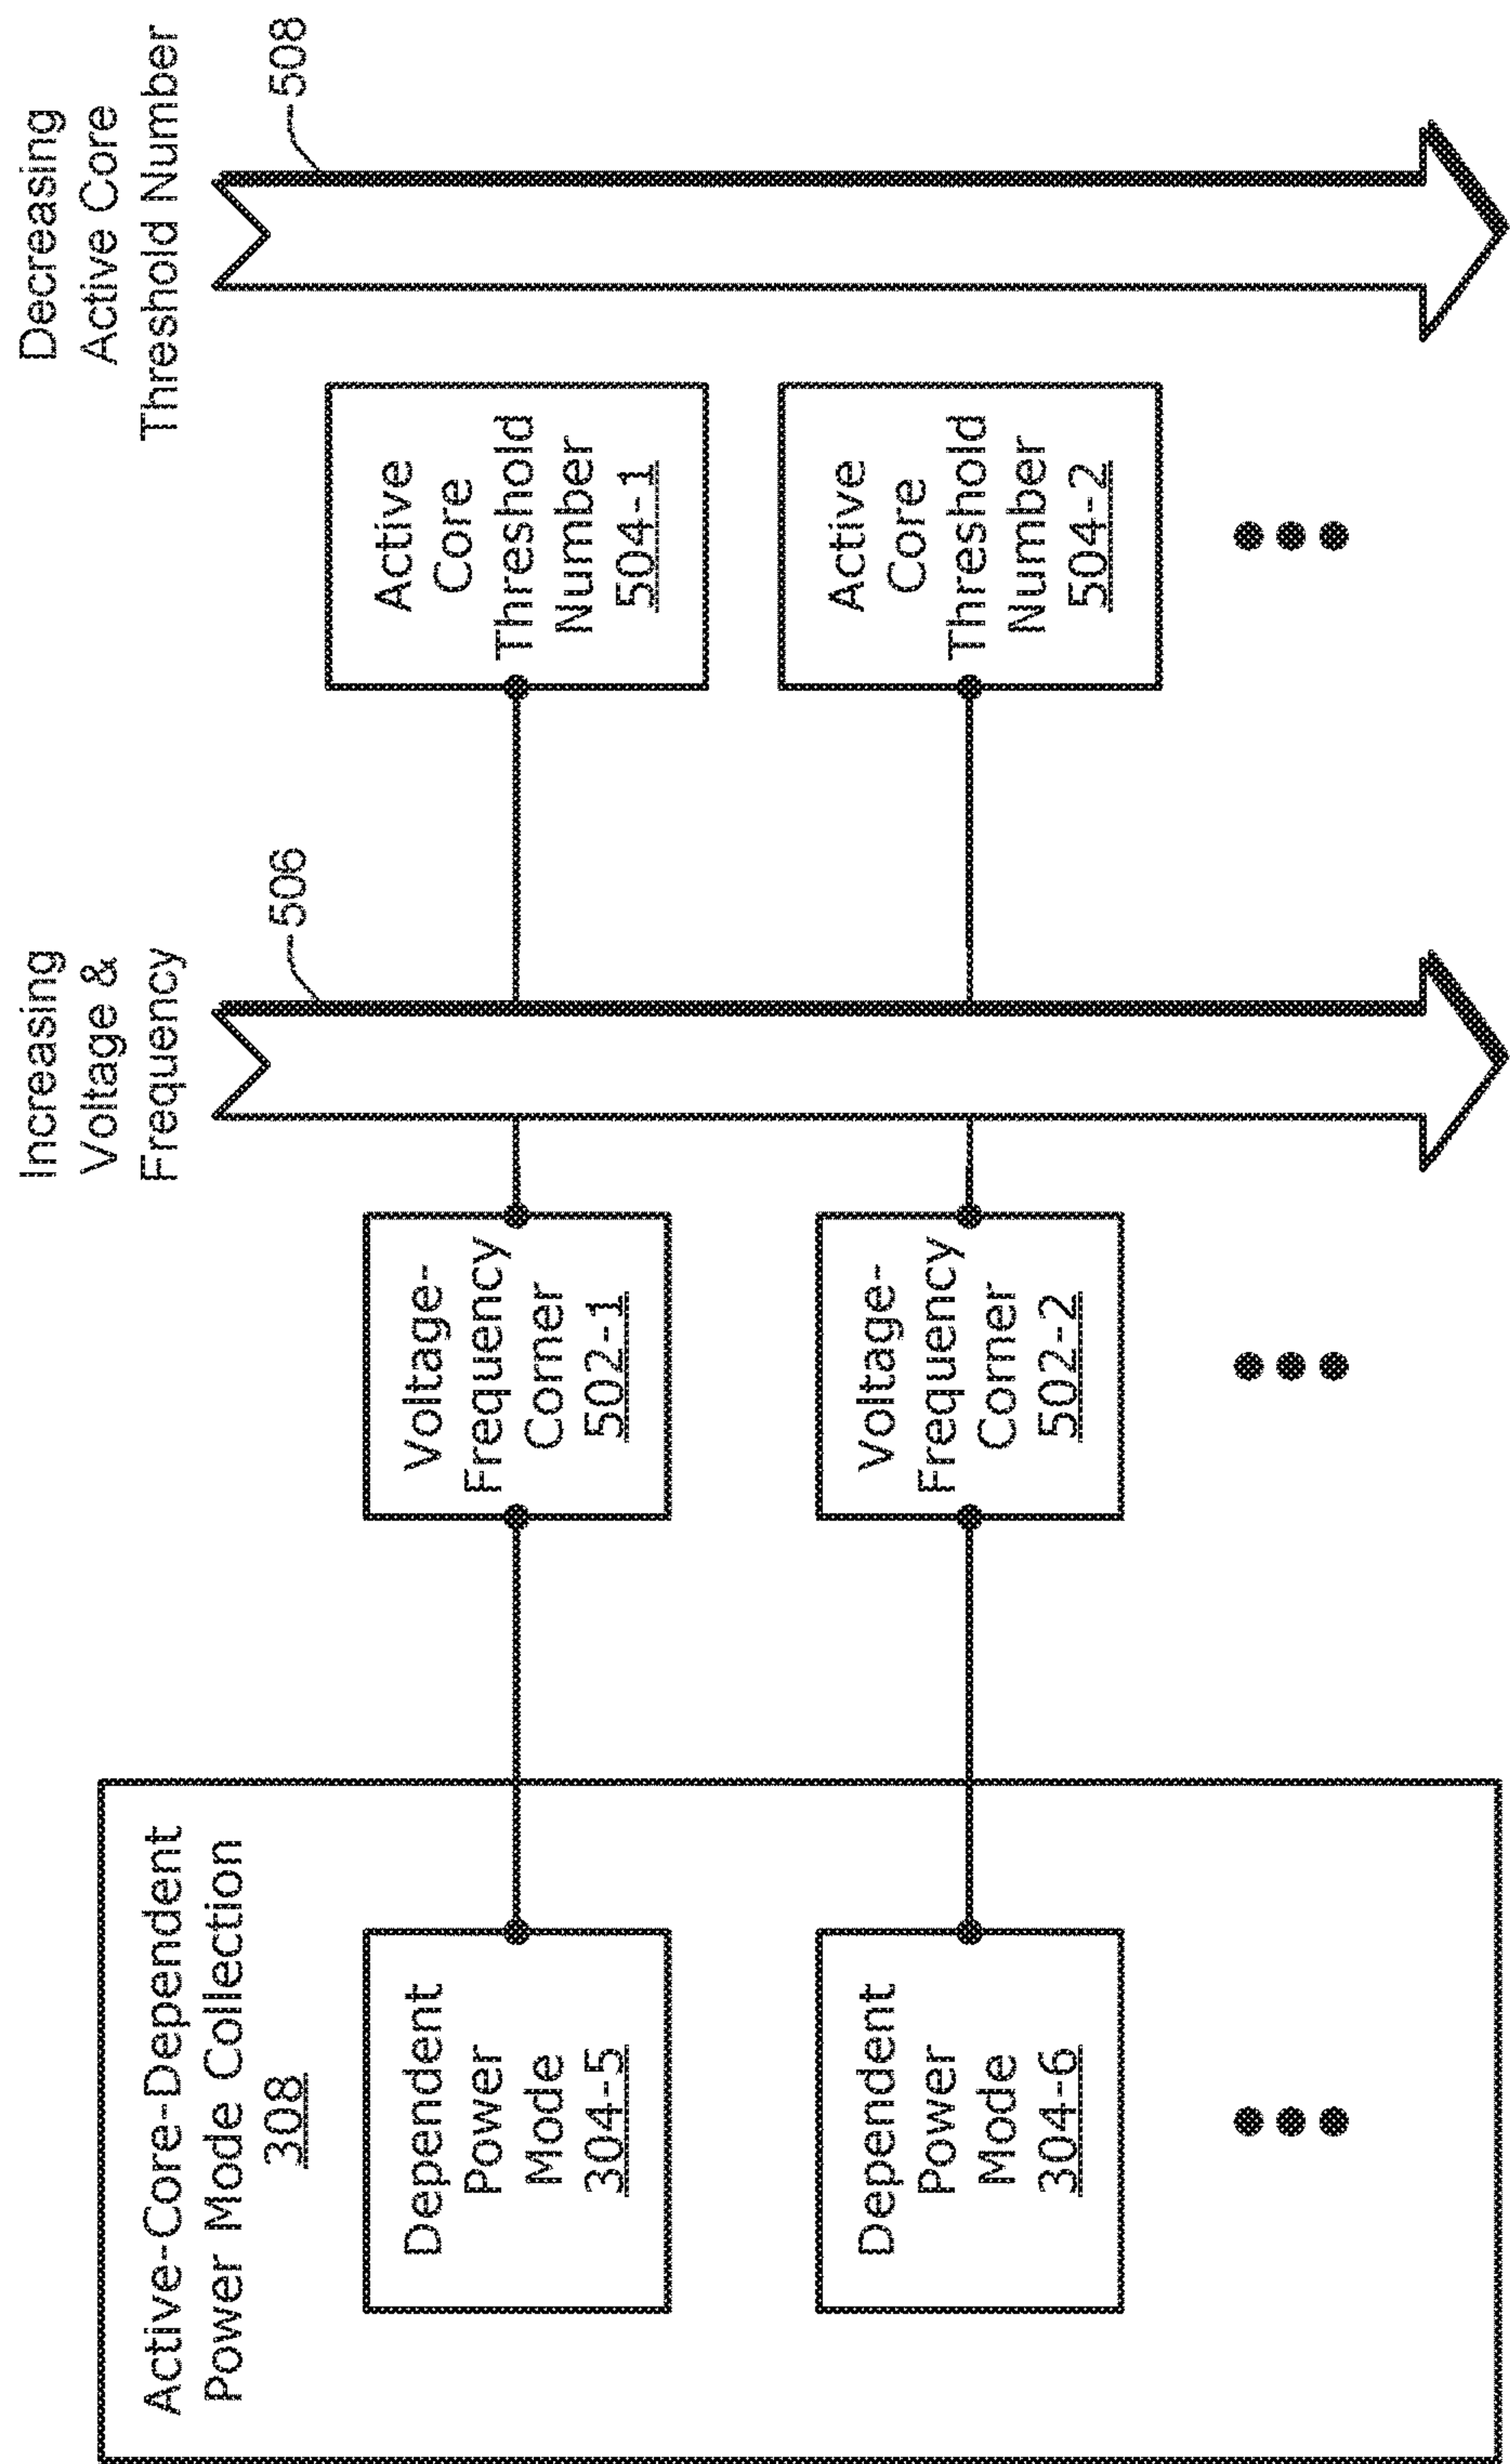 Active-Core-Dependent
Power Mode Collection
308
Dependent
Power
Mode
304-5
Dependent
Power
Mode
304-6
Voltage-
Frequency
Corner
502-1
Voltage-
Frequency
Corner
502-2
Increasing
Voltage &
Frequency
506
Active
Core
Threshold
Number
504-1
Active
Core
Threshold
Number
504-2
Decreasing
Active Core
Threshold Number
508